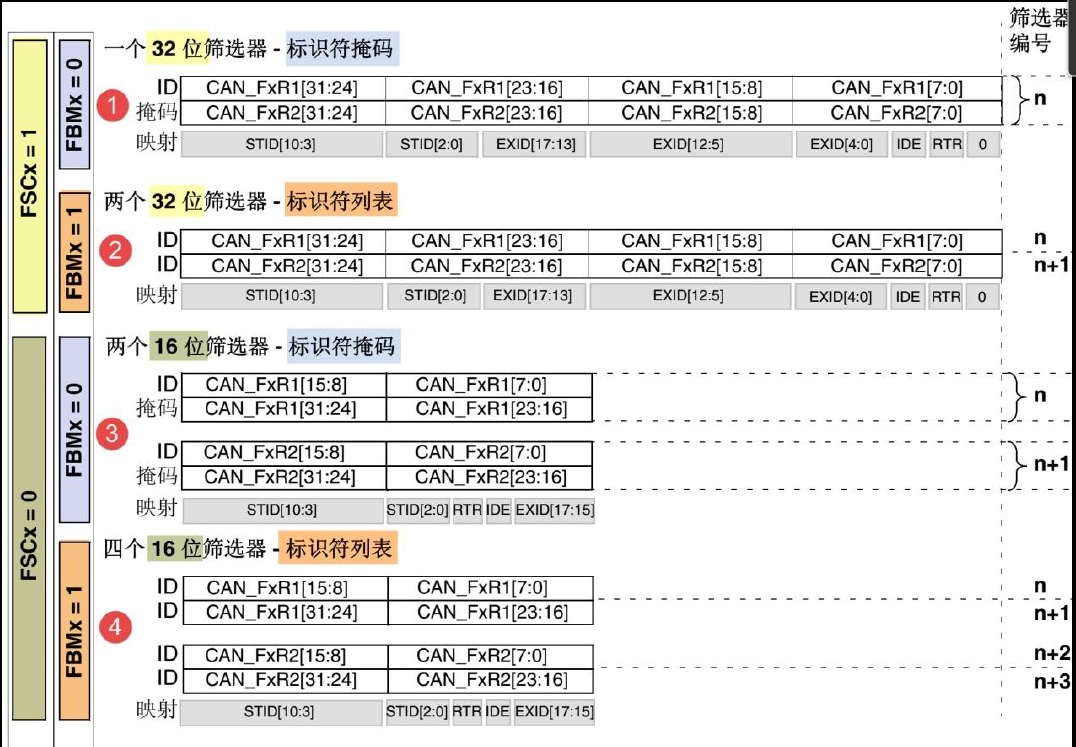 筛选器
编号
FSCx = 1
FBMx = 0
一个 32 位筛选器 - 标识符掩码
1
ID CAN_FxR1[31:24] CAN_FxR1[23:16] CAN_FxR1[15:8] CAN_FxR1[7:0] n
掩码 CAN_FxR2[31:24] CAN_FxR2[23:16] CAN_FxR2[15:8] CAN_FxR2[7:0]
映射 STID[10:3] STID[2:0] EXID[17:13] EXID[12:5] EXID[4:0] IDE RTR 0
FBMx = 1
两个 32 位筛选器 - 标识符列表
2
ID CAN_FxR1[31:24] CAN_FxR1[23:16] CAN_FxR1[15:8] CAN_FxR1[7:0] n
ID CAN_FxR2[31:24] CAN_FxR2[23:16] CAN_FxR2[15:8] CAN_FxR2[7:0] n+1
映射 STID[10:3] STID[2:0] EXID[17:13] EXID[12:5] EXID[4:0] IDE RTR 0
FSCx = 0
FBMx = 0
两个 16 位筛选器 - 标识符掩码
3
ID CAN_FxR1[15:8] CAN_FxR1[7:0] n
掩码 CAN_FxR1[31:24] CAN_FxR1[23:16]
ID CAN_FxR2[15:8] CAN_FxR2[7:0] n+1
掩码 CAN_FxR2[31:24] CAN_FxR2[23:16]
映射 STID[10:3] STID[2:0] RTR IDE EXID[17:15]
FBMx = 1
四个 16 位筛选器 - 标识符列表
4
ID CAN_FxR1[15:8] CAN_FxR1[7:0] n
ID CAN_FxR1[31:24] CAN_FxR1[23:16] n+1
ID CAN_FxR2[15:8] CAN_FxR2[7:0] n+2
ID CAN_FxR2[31:24] CAN_FxR2[23:16] n+3
映射 STID[10:3] STID[2:0] RTR IDE EXID[17:15]